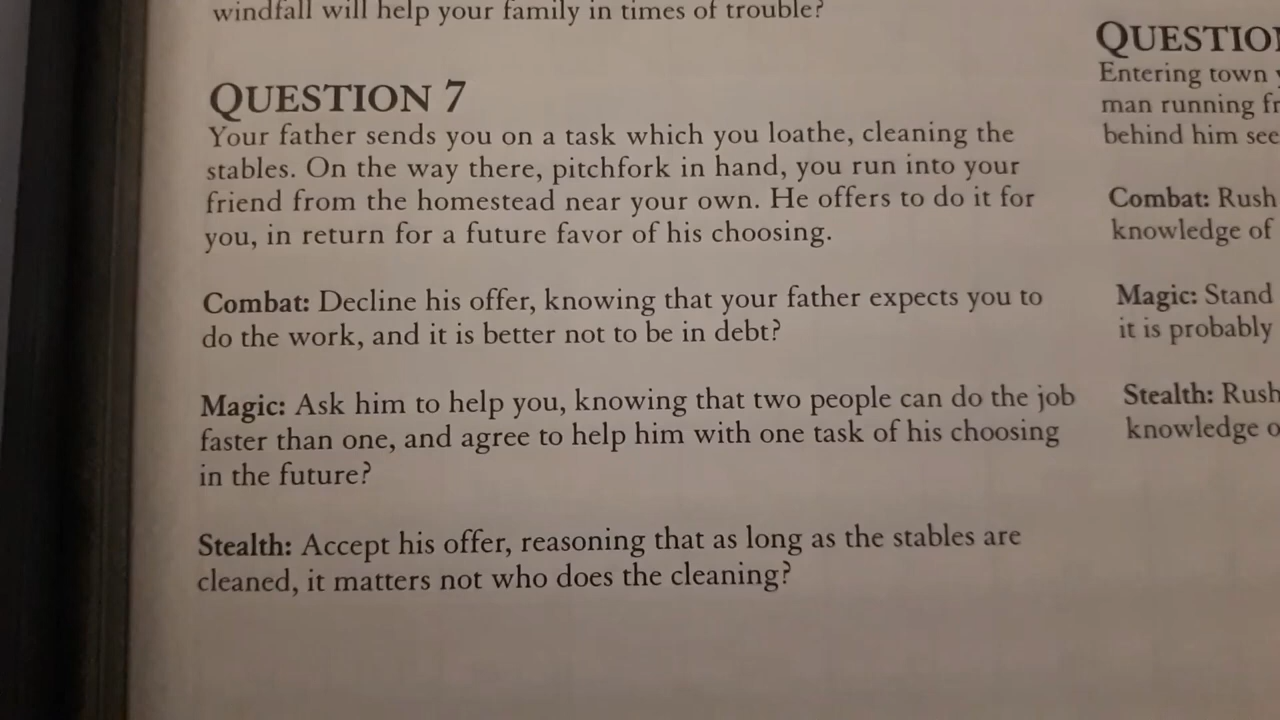 windfall will help your family in times of trouble?
QUESTION 7
Your father sends you on a task which you loathe, cleaning the
stables. On the way there, pitchfork in hand, you run into your
friend from the homestead near your own. He offers to do it for
you, in return for a future favor of his choosing.
Combat: Decline his offer, knowing that your father expects you to
do the work, and it is better not to be in debt?
Magic: Ask him to help you, knowing that two people can do the job
faster than one, and agree to help him with one task of his choosing
in the future?
Stealth: Accept his offer, reasoning that as long as the stables are
cleaned, it matters not who does the cleaning?
Entering town
man running
behind him
Combat: Rush
knowledge of
Magic: Stand
it is probably
Stealth: Rush
knowledge